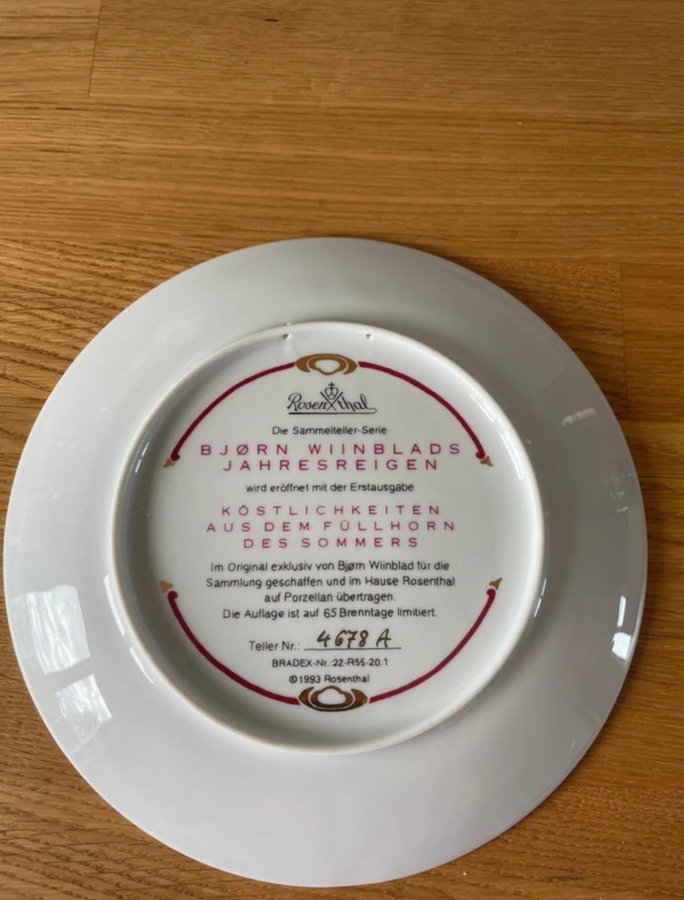 Rosenthal
Die Sammelteller-Serie
BJØRN WIINBLADS
JAHRESREIGEN
wird eröffnet mit der Erstausgabe
KÖSTLICHKEITEN
AUS DEM FÜLLHORN
DES SOMMERS
Im Original exklusiv von Bjørn Wiinblad für die
Sammlung geschaffen und im Hause Rosenthal
auf Porzellan übertragen.
Die Auflage ist auf 65 Brenntage limitiert.
Teller Nr.: 4678 A
BRADEX-Nr.:22-R55-20.1
©1993 Rosenthal